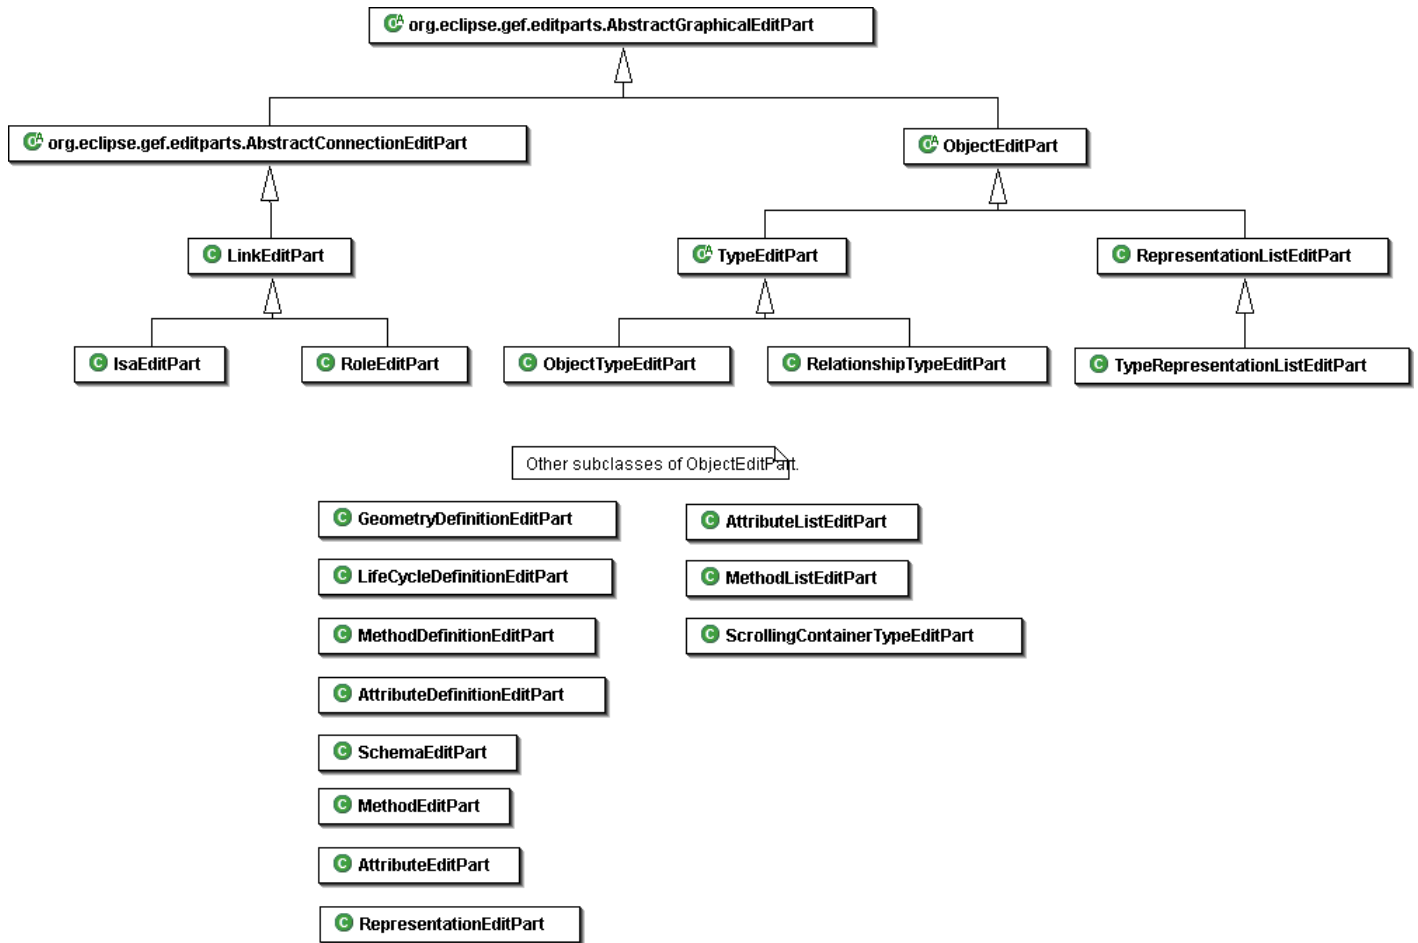 org.eclipse.gef.editparts.AbstractGraphicalEditPart
org.eclipse.gef.editparts.AbstractConnectionEditPart
ObjectEditPart
LinkEditPart
TypeEditPart
RepresentationListEditPart
IsaEditPart
RoleEditPart
ObjectTypeEditPart
RelationshipTypeEditPart
TypeRepresentationListEditPart
Other subclasses of ObjectEditPart.
GeometryDefinitionEditPart
AttributeListEditPart
LifeCycleDefinitionEditPart
MethodListEditPart
MethodDefinitionEditPart
ScrollingContainerTypeEditPart
AttributeDefinitionEditPart
SchemaEditPart
MethodEditPart
AttributeEditPart
RepresentationEditPart